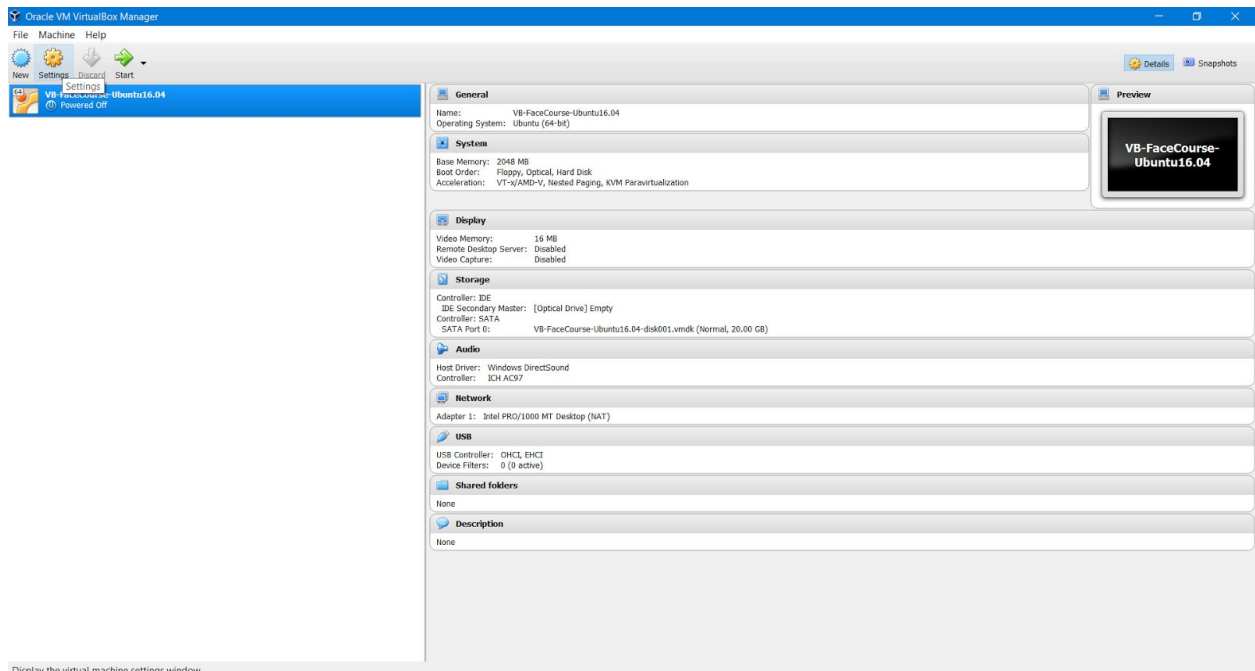 Oracle VM VirtualBox Manager
File Machine Help
New Settings Discard Start
Details Snapshots
Settings
VB-FaceCourse-Ubuntu16.04
Powered Off
64
General
Name: VB-FaceCourse-Ubuntu16.04
Operating System: Ubuntu (64-bit)
Preview
VB-FaceCourse-
Ubuntu16.04
System
Base Memory: 2048 MB
Boot Order: Floppy, Optical, Hard Disk
Acceleration: VT-x/AMD-V, Nested Paging, KVM Paravirtualization
Display
Video Memory: 16 MB
Remote Desktop Server: Disabled
Video Capture: Disabled
Storage
Controller: IDE
IDE Secondary Master: [Optical Drive] Empty
Controller: SATA
SATA Port 0: VB-FaceCourse-Ubuntu16.04-disk001.vmdk (Normal, 20.00 GB)
Audio
Host Driver: Windows DirectSound
Controller: ICH AC97
Network
Adapter 1: Intel PRO/1000 MT Desktop (NAT)
USB
USB Controller: OHCI, EHCI
Device Filters: 0 (0 active)
Shared folders
None
Description
None
Display the virtual machine settings window